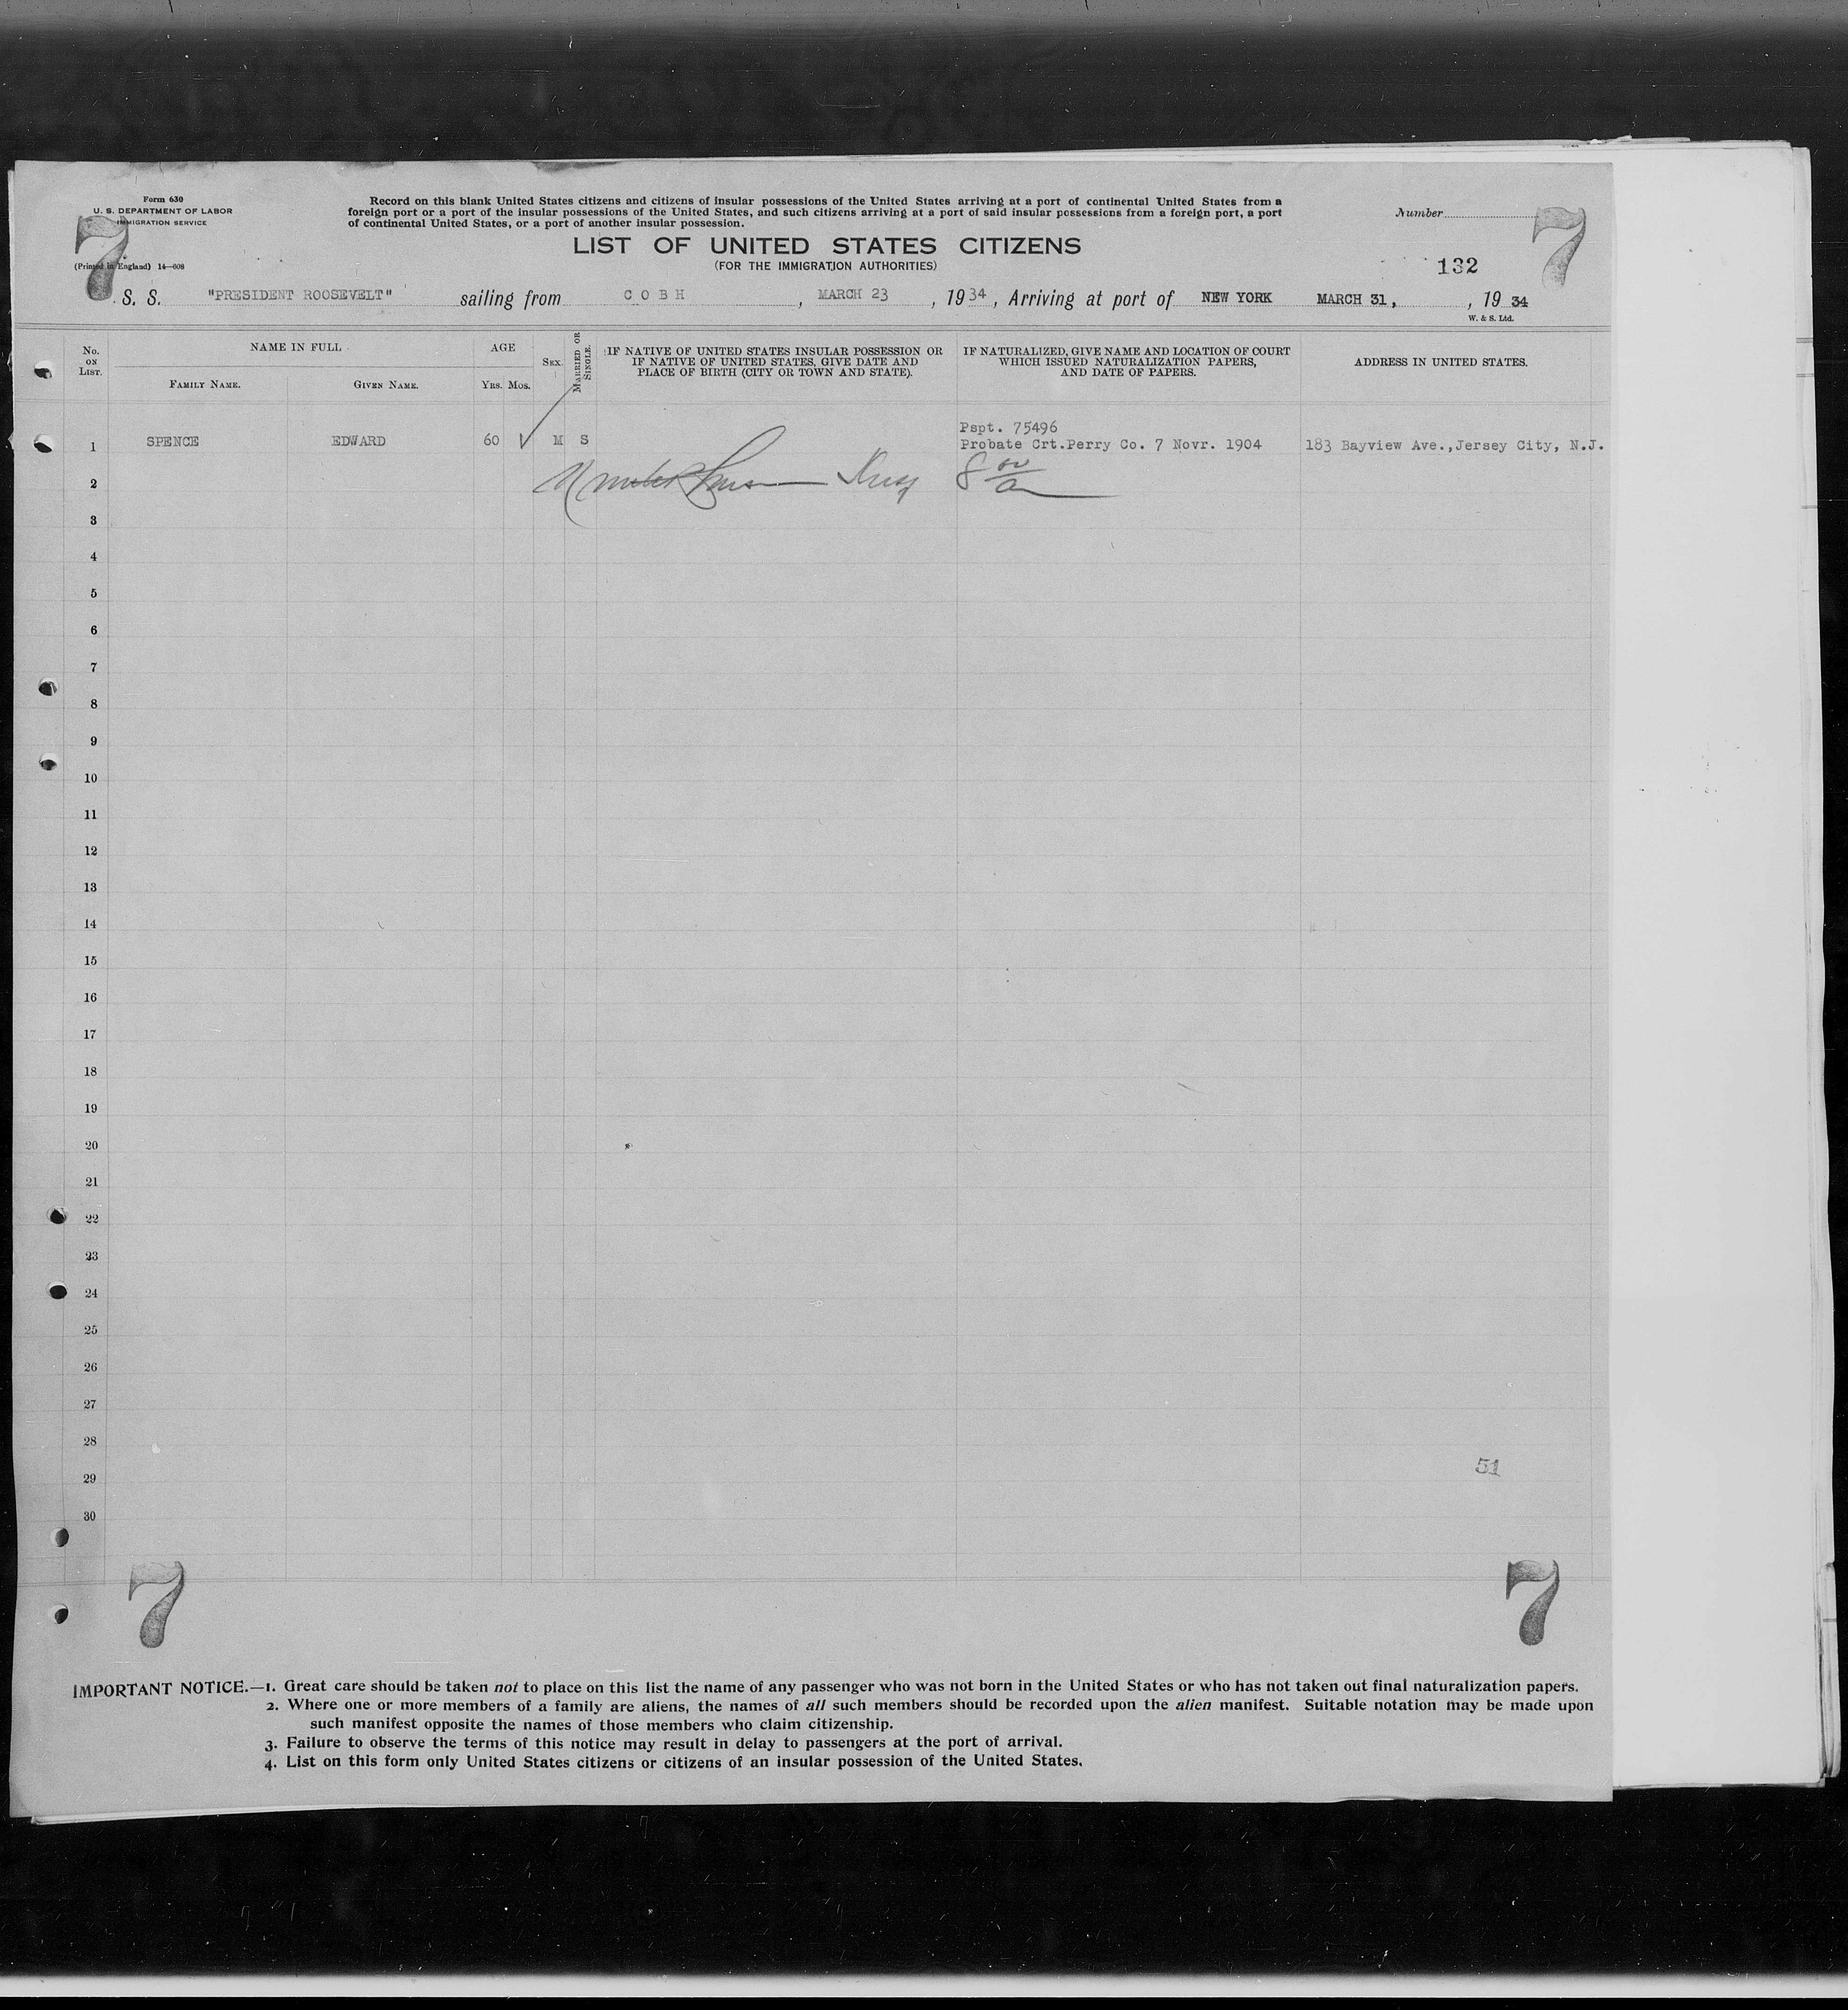 Form 630
U. S. DEPARTMENT OF LABOR
IMMIGRATION SERVICE
(Printed in England) 14—608
7
Record on this blank United States citizens and citizens of insular possessions of the United States arriving at a port of continental United States from a
foreign port or a port of the insular possessions of the United States, and such citizens arriving at a port of said insular possessions from a foreign port, a port
of continental United States, or a port of another insular possession.
Number
7
LIST OF UNITED STATES CITIZENS
(FOR THE IMMIGRATION AUTHORITIES)
132
S. S. "PRESIDENT ROOSEVELT" sailing from COBH, MARCH 23, 1934, Arriving at port of NEW YORK MARCH 31, , 19 34
W. & S. Ltd.
No. ON LIST.
NAME IN FULL
FAMILY NAME.
GIVEN NAME.
AGE
YRS. MOS.
SEX.
MARRIED OR SINGLE.
IF NATIVE OF UNITED STATES INSULAR POSSESSION OR
IF NATIVE OF UNITED STATES, GIVE DATE AND
PLACE OF BIRTH (CITY OR TOWN AND STATE).
IF NATURALIZED, GIVE NAME AND LOCATION OF COURT
WHICH ISSUED NATURALIZATION PAPERS,
AND DATE OF PAPERS.
ADDRESS IN UNITED STATES.
Pspt. 75496
1 SPENCE EDWARD 60 M S Probate Crt.Perry Co. 7 Novr. 1904 183 Bayview Ave.,Jersey City, N.J.
2
3
4
5
6
7
8
9
10
11
12
13
14
15
16
17
18
19
20
21
22
23
24
25
26
27
28
51
29
30
7
7
IMPORTANT NOTICE.—1. Great care should be taken not to place on this list the name of any passenger who was not born in the United States or who has not taken out final naturalization papers.
2. Where one or more members of a family are aliens, the names of all such members should be recorded upon the alien manifest. Suitable notation may be made upon
such manifest opposite the names of those members who claim citizenship.
3. Failure to observe the terms of this notice may result in delay to passengers at the port of arrival.
4. List on this form only United States citizens or citizens of an insular possession of the United States.